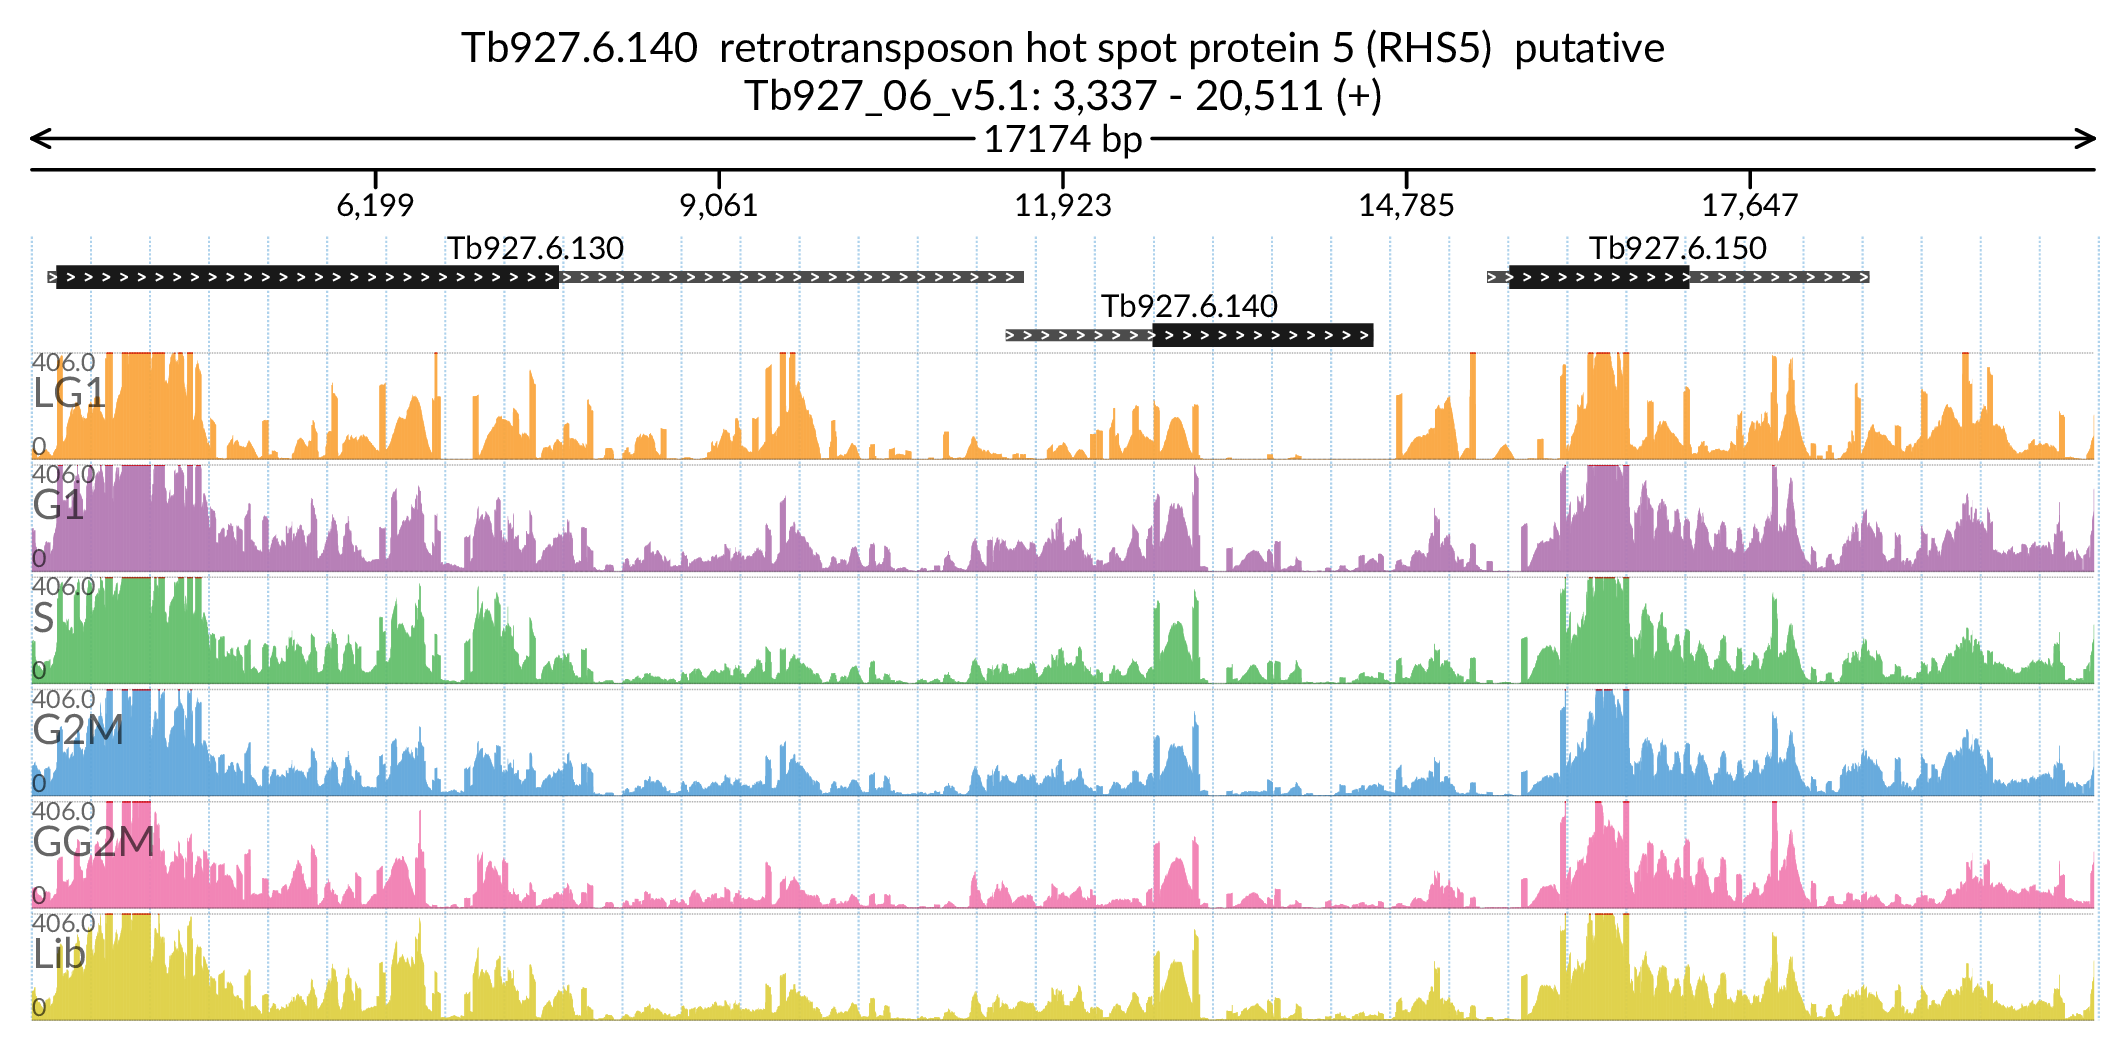 Tb927.6.140 retrotransposon hot spot protein 5 (RHS5) putative
Tb927_06_v5.1: 3,337 - 20,511 (+)
17174 bp
6,199 9,061 11,923 14,785 17,647
Tb927.6.130 Tb927.6.150
Tb927.6.140
406.0
LG1
0
406.0
G1
0
406.0
S
0
406.0
G2M
0
406.0
GG2M
0
406.0
Lib
0